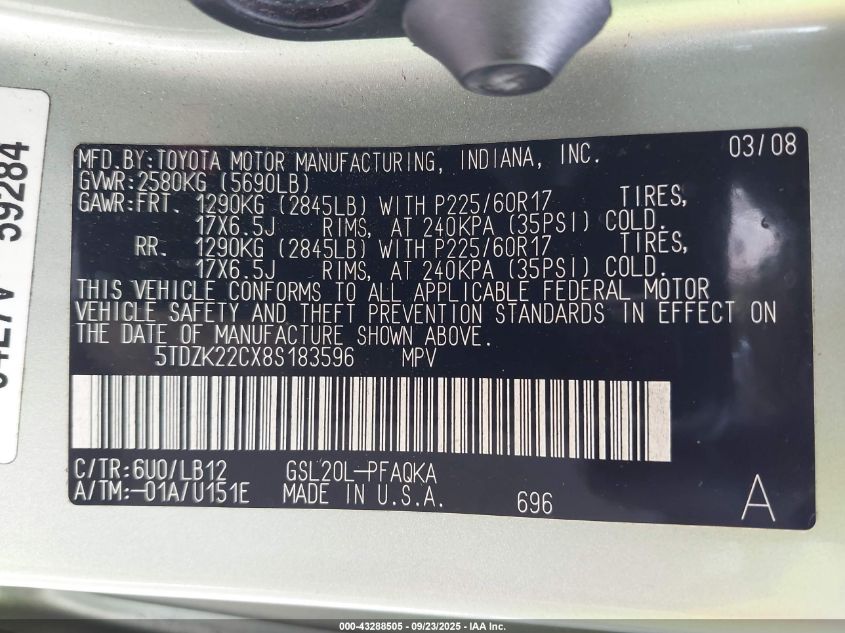 MFD.BY:TOYOTA MOTOR MANUFACTURING, INDIANA, INC. 03/08
GVWR:2580KG (5690LB)
GAWR:FRT. 1290KG (2845LB) WITH P225/60R17 TIRES,
17X6.5J RIMS, AT 240KPA (35PSI) COLD.
RR. 1290KG (2845LB) WITH P225/60R17 TIRES,
17X6.5J RIMS, AT 240KPA (35PSI) COLD.
THIS VEHICLE CONFORMS TO ALL APPLICABLE FEDERAL MOTOR
VEHICLE SAFETY AND THEFT PREVENTION STANDARDS IN EFFECT ON
THE DATE OF MANUFACTURE SHOWN ABOVE.
5TDZK22CX8S183596 MPV
C/TR:6U0/LB12 GSL20L-PFAQKA
A/TM:-01A/U151E MADE IN U.S.A. 696 A
59284
000-43288505 - 09/23/2025 - IAA Inc.